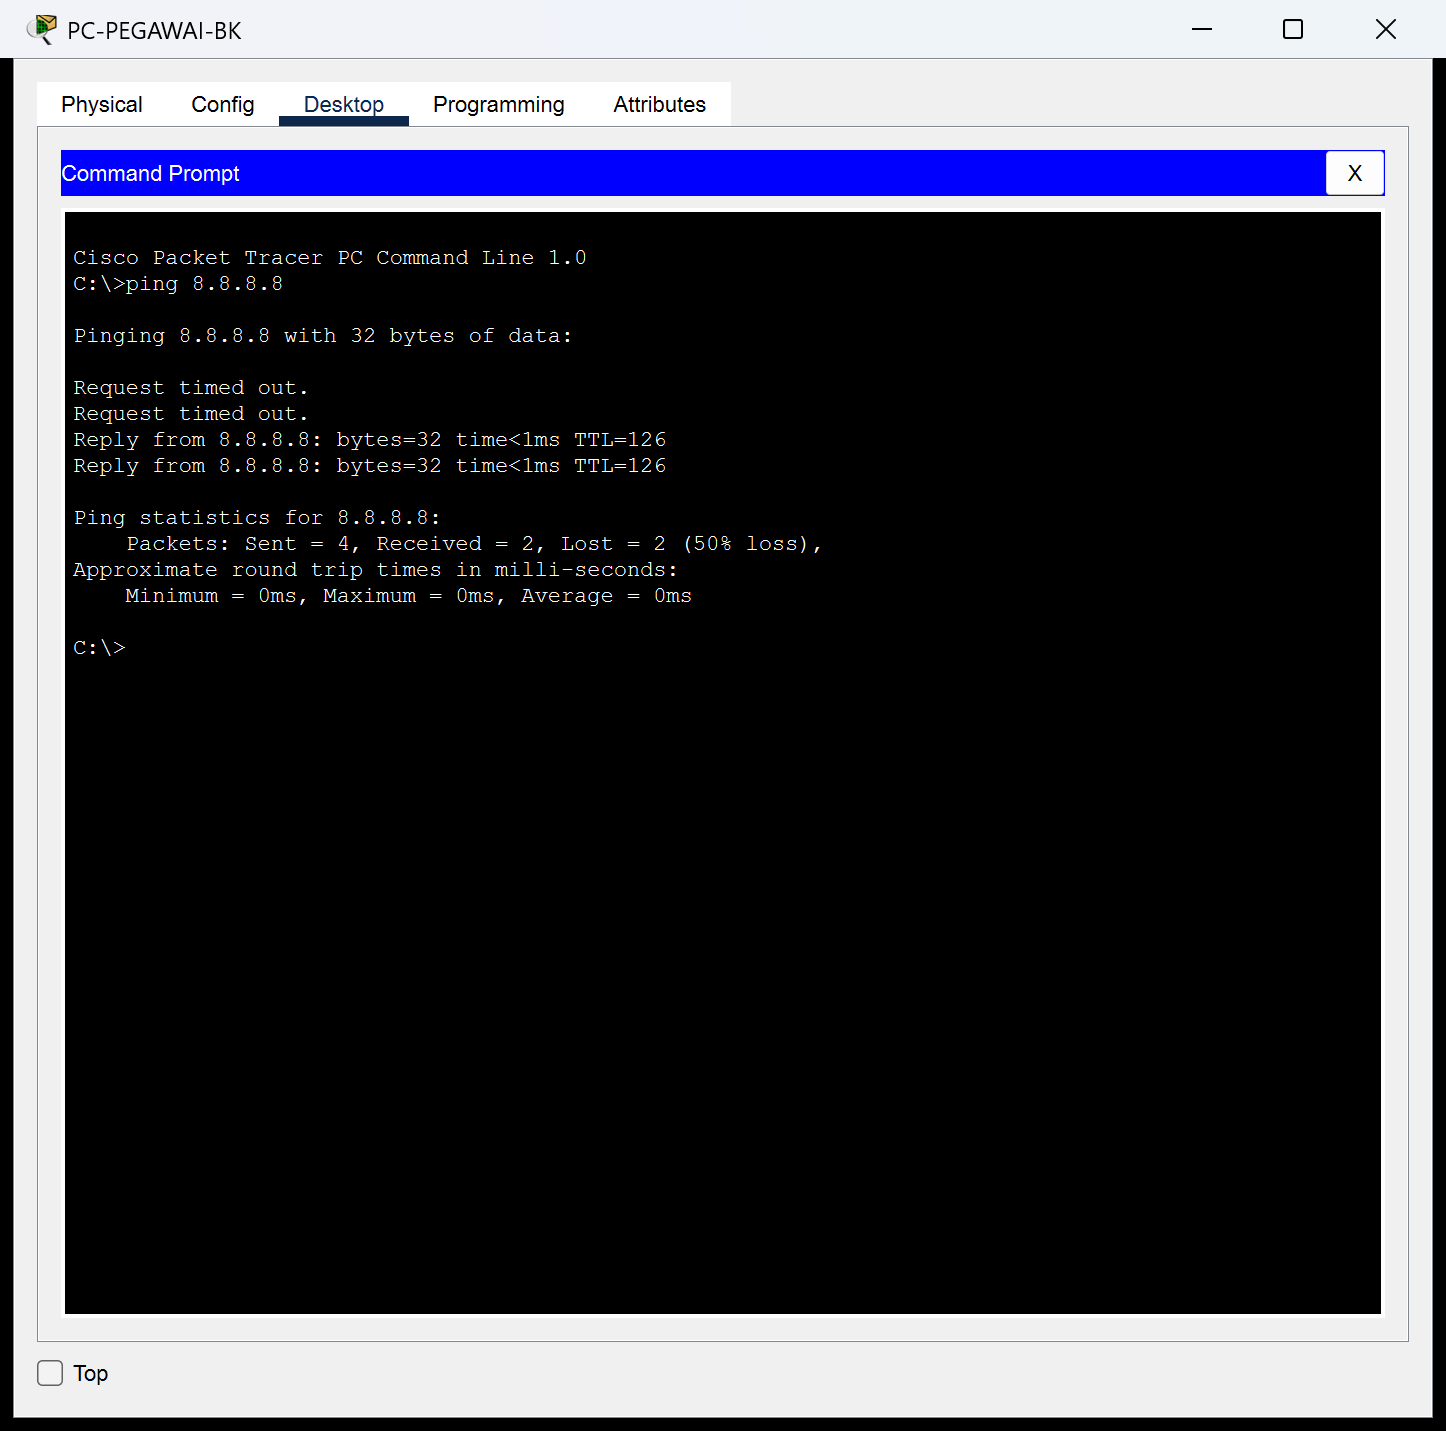 PC-PEGAWAI-BK
Physical Config Desktop Programming Attributes
Command Prompt X
Cisco Packet Tracer PC Command Line 1.0
C:\>ping 8.8.8.8
Pinging 8.8.8.8 with 32 bytes of data:
Request timed out.
Request timed out.
Reply from 8.8.8.8: bytes=32 time<1ms TTL=126
Reply from 8.8.8.8: bytes=32 time<1ms TTL=126
Ping statistics for 8.8.8.8:
Packets: Sent = 4, Received = 2, Lost = 2 (50% loss),
Approximate round trip times in milli-seconds:
Minimum = 0ms, Maximum = 0ms, Average = 0ms
C:\>
Top